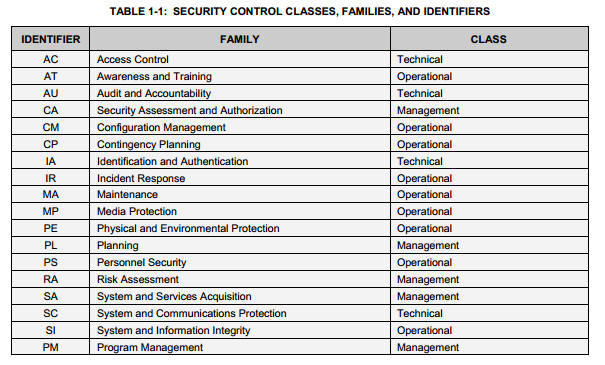 TABLE 1-1: SECURITY CONTROL CLASSES, FAMILIES, AND IDENTIFIERS
IDENTIFIER FAMILY CLASS
AC Access Control Technical
AT Awareness and Training Operational
AU Audit and Accountability Technical
CA Security Assessment and Authorization Management
CM Configuration Management Operational
CP Contingency Planning Operational
IA Identification and Authentication Technical
IR Incident Response Operational
MA Maintenance Operational
MP Media Protection Operational
PE Physical and Environmental Protection Operational
PL Planning Management
PS Personnel Security Operational
RA Risk Assessment Management
SA System and Services Acquisition Management
SC System and Communications Protection Technical
SI System and Information Integrity Operational
PM Program Management Management